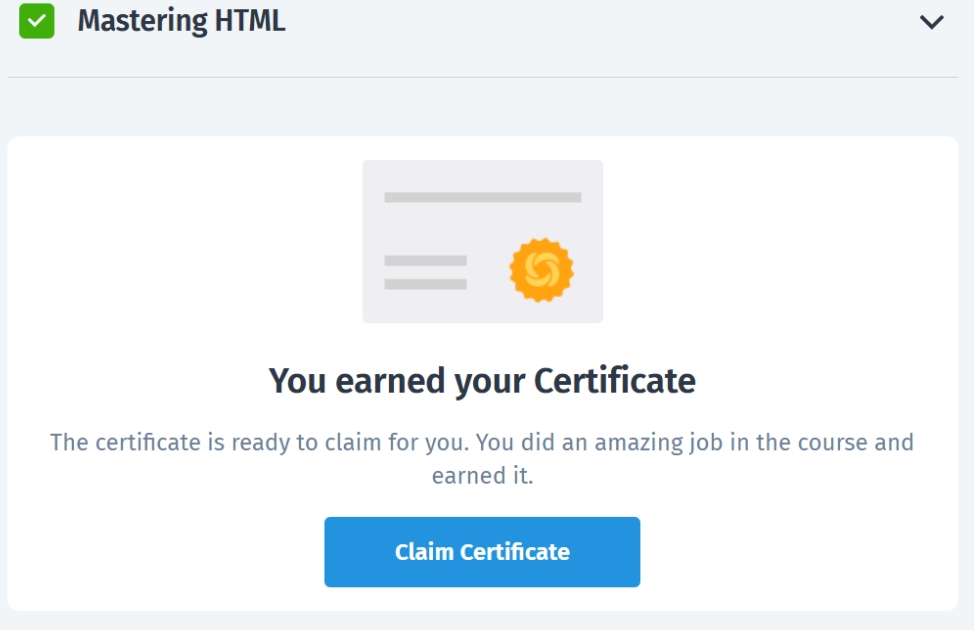 Mastering HTML
You earned your Certificate
The certificate is ready to claim for you. You did an amazing job in the course and
earned it.
Claim Certificate